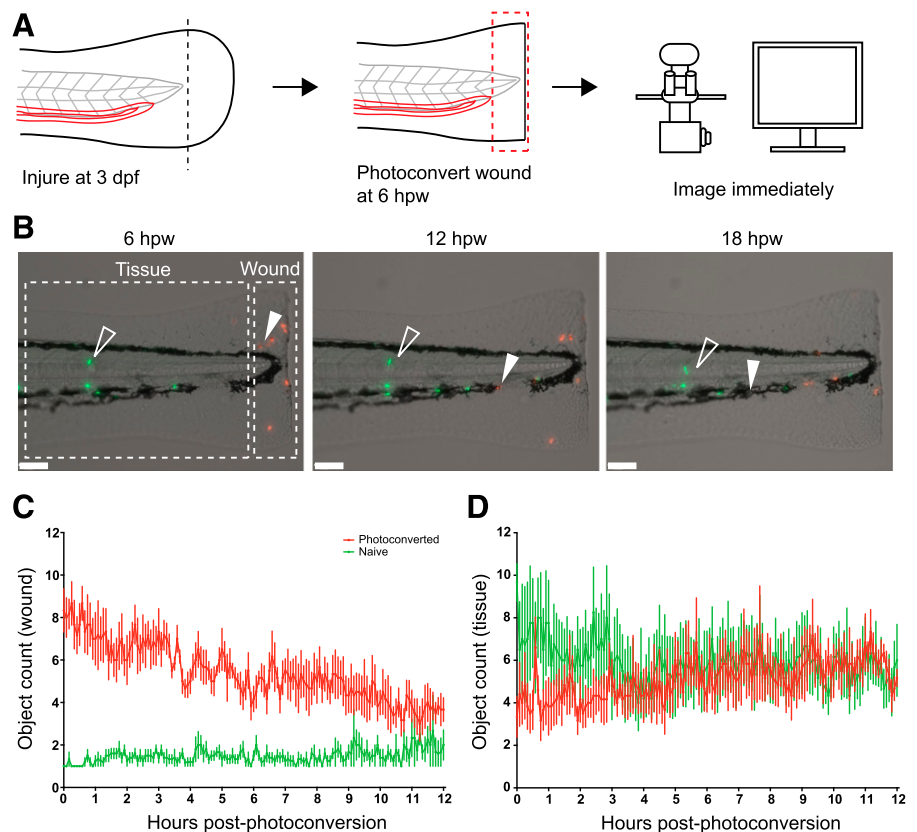 A
Injure at 3 dpf
Photoconvert wound
at 6 hpw
Image immediately
B
6 hpw
12 hpw
18 hpw
Tissue
Wound
C
Object count (wound)
12
10
8
6
4
2
0
0 1 2 3 4 5 6 7 8 9 10 11 12
Hours post-photoconversion
Photoconverted
Naive
D
Object count (tissue)
12
10
8
6
4
2
0
0 1 2 3 4 5 6 7 8 9 10 11 12
Hours post-photoconversion